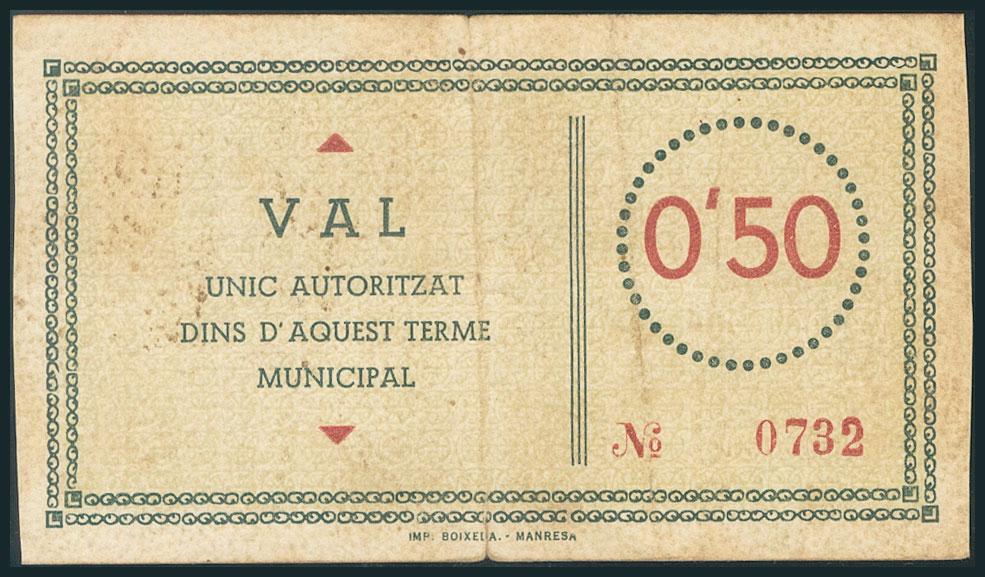 VAL
UNIC AUTORITZAT
DINS D'AQUEST TERME
MUNICIPAL
0'50
Nº 0732
IMP. BOIXEDA. - MANRESA